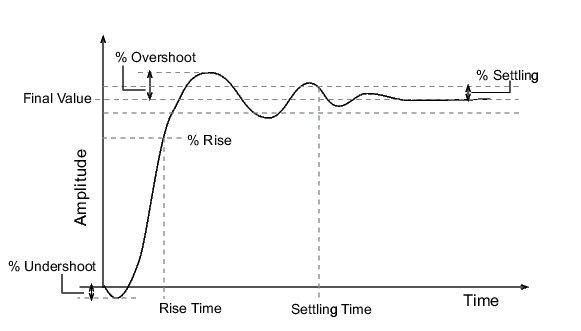 % Overshoot
% Settling
Final Value
% Rise
Amplitude
% Undershoot
Rise Time
Settling Time
Time